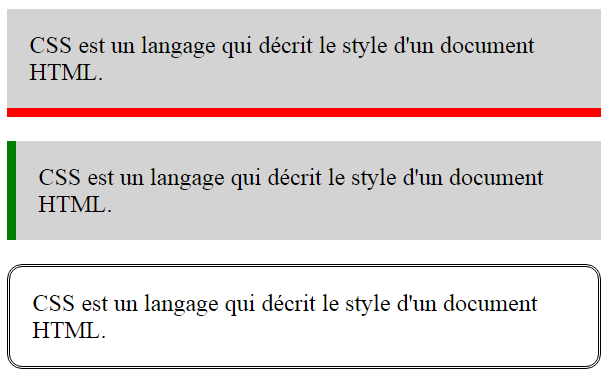 CSS est un langage qui décrit le style d'un document
HTML.
CSS est un langage qui décrit le style d'un document
HTML.
CSS est un langage qui décrit le style d'un document
HTML.